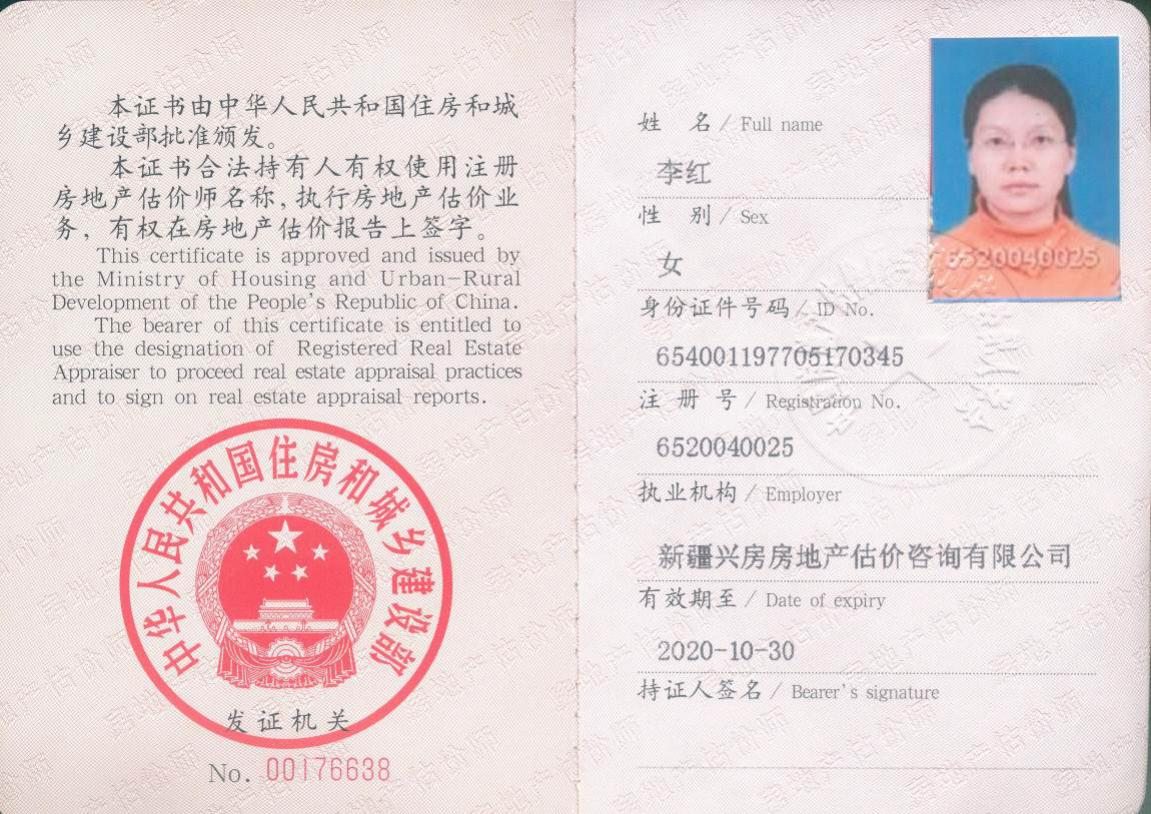 本证书由中华人民共和国住房和城
乡建设部批准颁发。
本证书合法持有人有权使用注册
房地产估价师名称,执行房地产估价业
务，有权在房地产估价报告上签字。
This certificate is approved and issued by
the Ministry of Housing and Urban-Rural
Development of the People's Republic of China.
The bearer of this certificate is entitled to
use the designation of Registered Real Estate
Appraiser to proceed real estate appraisal practices
and to sign on real estate appraisal reports.
中华人民共和国住房和城乡建设部
发证机关
No. 00176638
姓 名 / Full name
李红
性 别 / Sex
女
身份证件号码 / ID No.
654001197705170345
注 册 号 / Registration No.
6520040025
执业机构 / Employer
新疆兴房房地产估价咨询有限公司
有效期至 / Date of expiry
2020-10-30
持证人签名 / Bearer's signature
6520040025